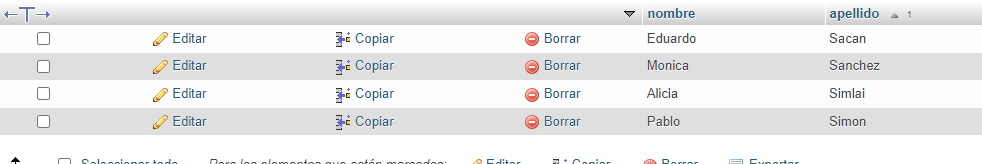 nombre apellido 1
Editar Copiar Borrar Eduardo Sacan
Editar Copiar Borrar Monica Sanchez
Editar Copiar Borrar Alicia Simlai
Editar Copiar Borrar Pablo Simon
Seleccionar todo Para los elementos que están marcados: Editar Copiar Borrar Exportar